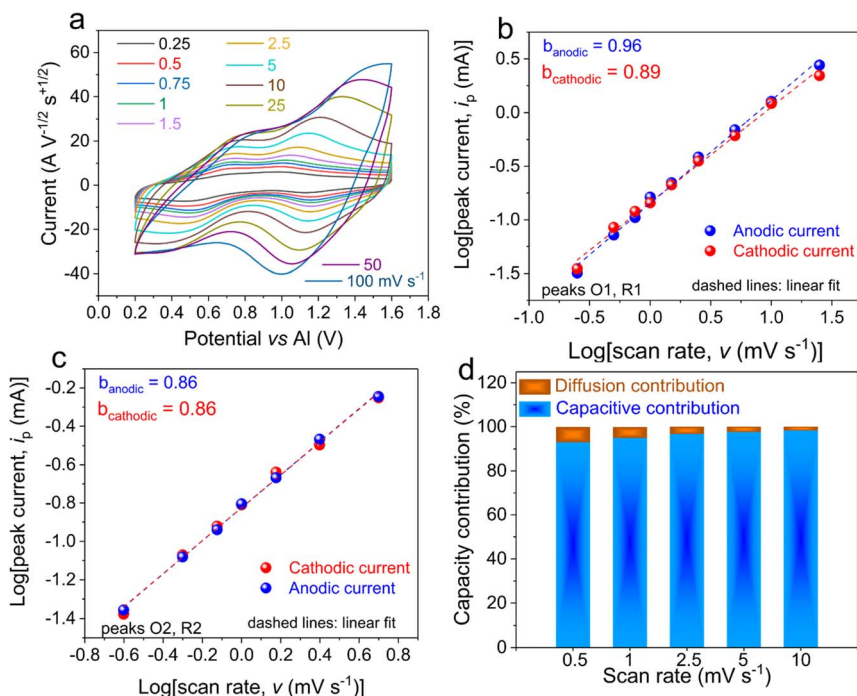 a
0.25
0.5
0.75
1
1.5
2.5
5
10
25
50
100 mV s⁻¹
60
40
20
0
-20
-40
0.0 0.2 0.4 0.6 0.8 1.0 1.2 1.4 1.6 1.8
Current (A V⁻¹/² s⁺¹/²)
Potential vs Al (V)
b
b_anodic = 0.96
b_cathodic = 0.89
Anodic current
Cathodic current
peaks O1, R1
dashed lines: linear fit
0.5
0.0
-0.5
-1.0
-1.5
-1.0 -0.5 0.0 0.5 1.0 1.5
Log[peak current, iₚ (mA)]
Log[scan rate, v (mV s⁻¹)]
c
b_anodic = 0.86
b_cathodic = 0.86
Cathodic current
Anodic current
peaks O2, R2
dashed lines: linear fit
-0.2
-0.4
-0.6
-0.8
-1.0
-1.2
-1.4
-0.8 -0.6 -0.4 -0.2 0.0 0.2 0.4 0.6 0.8
Log[peak current, iₚ (mA)]
Log[scan rate, v (mV s⁻¹)]
d
Diffusion contribution
Capacitive contribution
120
100
80
60
40
20
0
0.5 1 2.5 5 10
Capacity contribution (%)
Scan rate (mV s⁻¹)